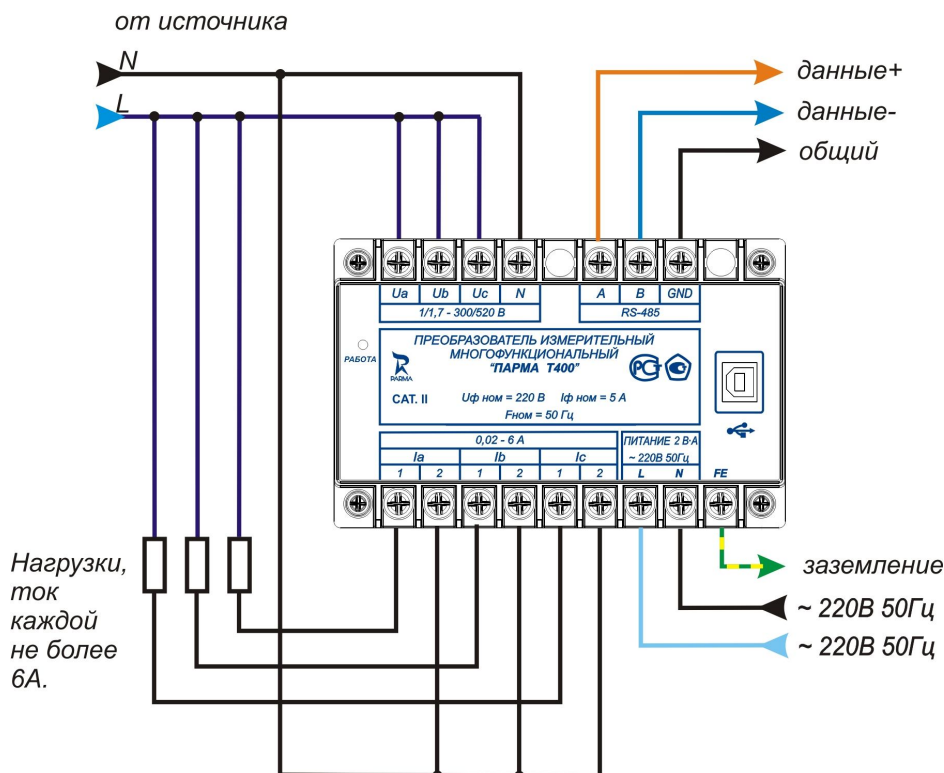 от источника
N
L
данные+
данные-
общий
Ua Ub Uc N
1/1,7 - 300/520 В
A B GND
RS-485
РАБОТА
ПРЕОБРАЗОВАТЕЛЬ ИЗМЕРИТЕЛЬНЫЙ
МНОГОФУНКЦИОНАЛЬНЫЙ
"ПАРМА Т400"
PARMA
РСТ
CAT. II
Uф ном = 220 В Iф ном = 5 А
Fном = 50 Гц
0,02 - 6 А
Ia Ib Ic
1 2 1 2 1 2
ПИТАНИЕ 2 В·А
~ 220В 50Гц
L N FE
Нагрузки,
ток
каждой
не более
6А.
заземление
~ 220В 50Гц
~ 220В 50Гц